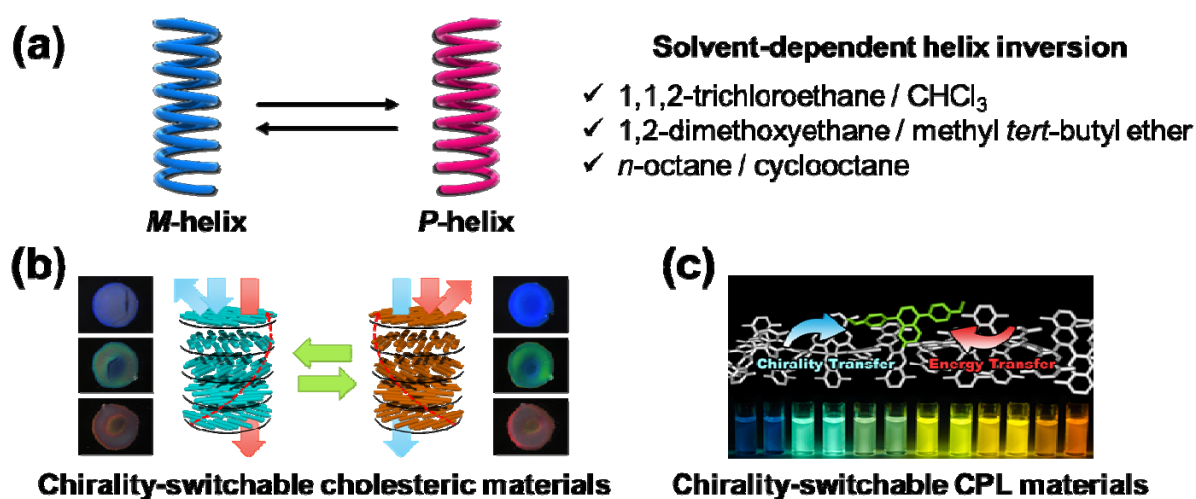 (a)
Solvent-dependent helix inversion
✓ 1,1,2-trichloroethane / CHCl₃
✓ 1,2-dimethoxyethane / methyl tert-butyl ether
✓ n-octane / cyclooctane
M-helix
P-helix
(b)
(c)
Chirality Transfer
Energy Transfer
Chirality-switchable cholesteric materials
Chirality-switchable CPL materials